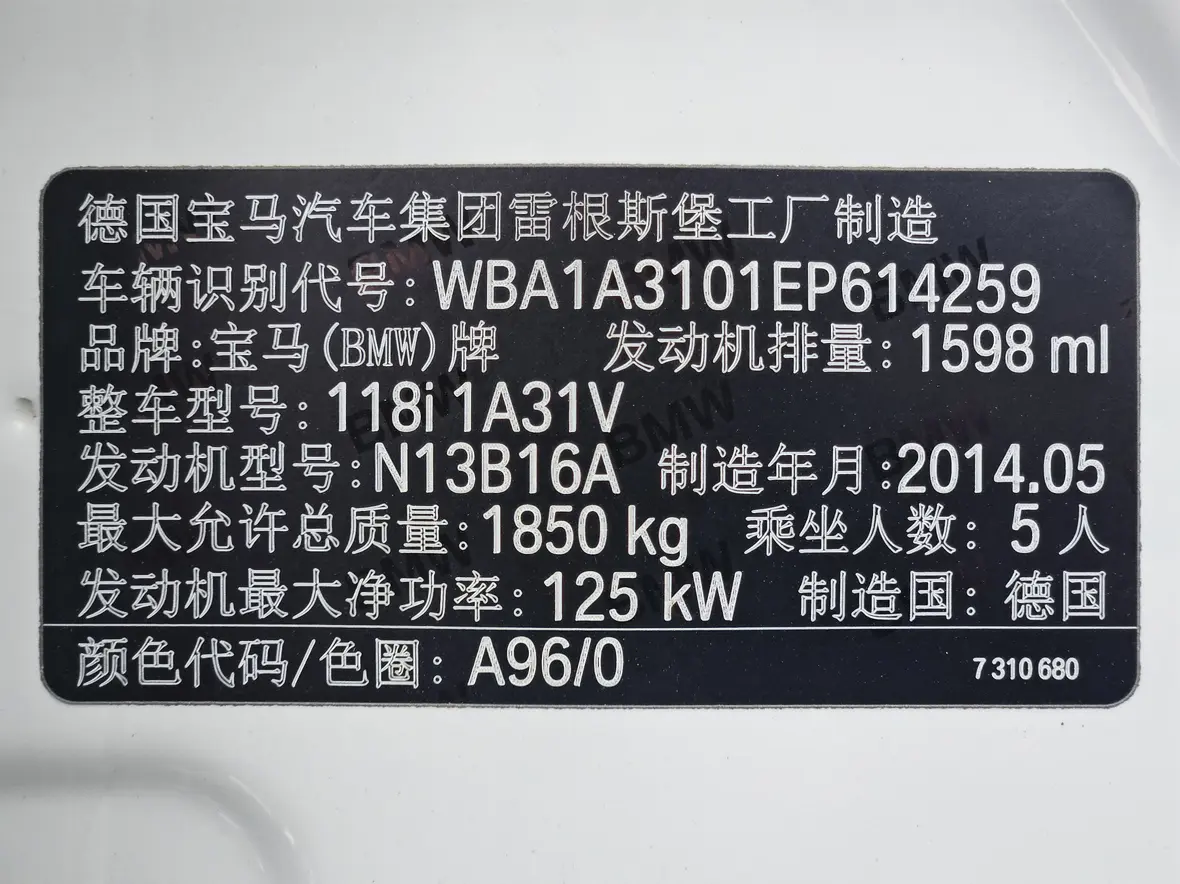 德国宝马汽车集团雷根斯堡工厂制造
车辆识别代号:WBA1A3101EP614259
品牌:宝马(BMW)牌 发动机排量:1598 ml
整车型号:118i 1A31V
发动机型号:N13B16A 制造年月:2014.05
最大允许总质量:1850 kg 乘坐人数: 5 人
发动机最大净功率:125 kW 制造国: 德国
颜色代码/色圈: A96/0 7 310 680